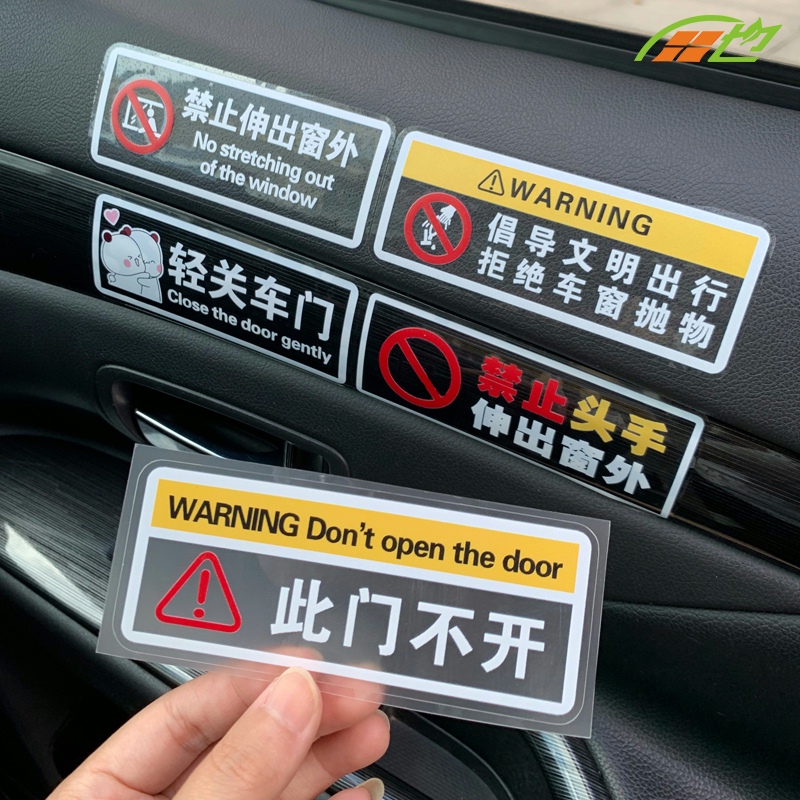 禁止伸出窗外
No stretching out
of the window
WARNING
倡导文明出行
拒绝车窗抛物
轻关车门
Close the door gently
禁止头手
伸出窗外
WARNING Don't open the door
此门不开